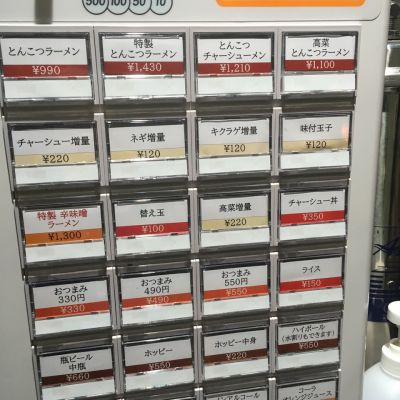 500 100 50 10
とんこつラーメン
¥990
特製
とんこつラーメン
¥1,430
とんこつ
チャーシューメン
¥1,210
高菜
とんこつラーメン
¥1,100
チャーシュー増量
¥220
ネギ増量
¥120
キクラゲ増量
¥120
味付玉子
¥120
特製 辛味噌
ラーメン
¥1,300
替え玉
¥100
高菜増量
¥220
チャーシュー丼
¥350
おつまみ
330円
¥330
おつまみ
490円
¥490
おつまみ
550円
¥550
ライス
¥150
瓶ビール
中瓶
¥660
ホッピー
¥550
ホッピー中身
¥220
ハイボール
(水割りもできます)
¥550
コーラ
オレンジジュース